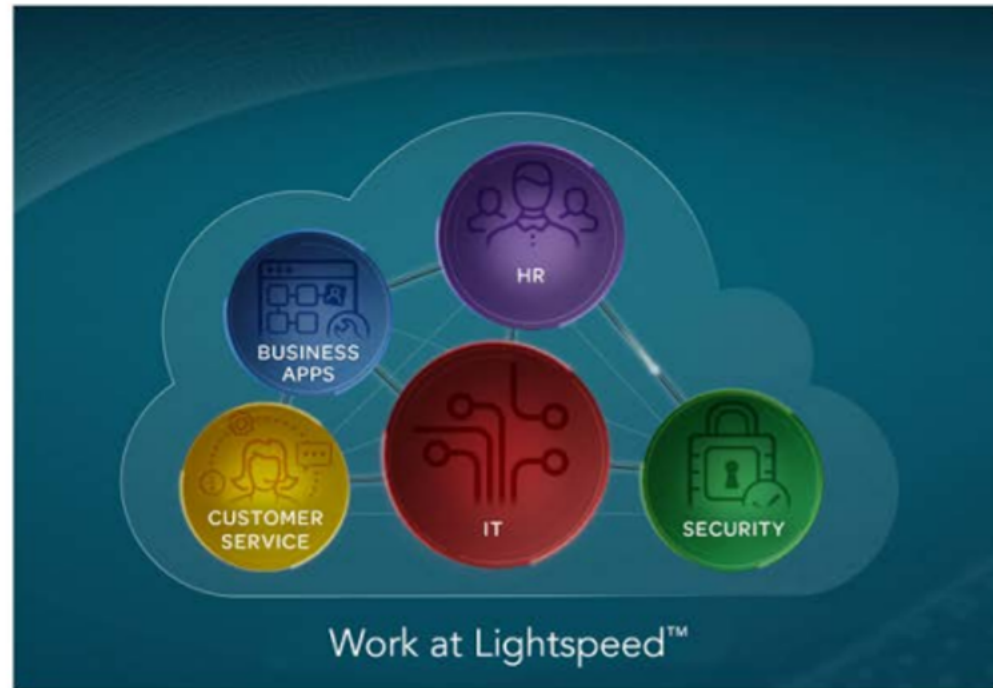 HR
BUSINESS
APPS
CUSTOMER
SERVICE
IT
SECURITY
Work at Lightspeed™